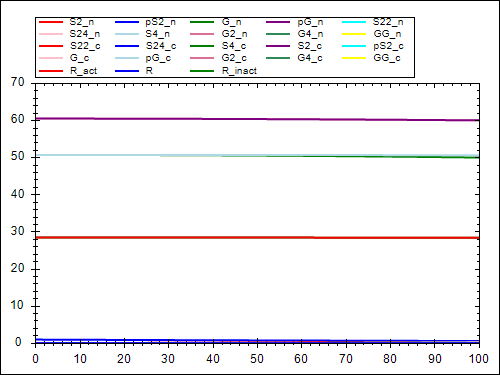 S2_n pS2_n G_n pG_n S22_n
S24_n S4_n G2_n G4_n GG_n
S22_c S24_c S4_c S2_c pS2_c
G_c pG_c G2_c G4_c GG_c
R_act R R_inact
70
60
50
40
30
20
10
0
0 10 20 30 40 50 60 70 80 90 100